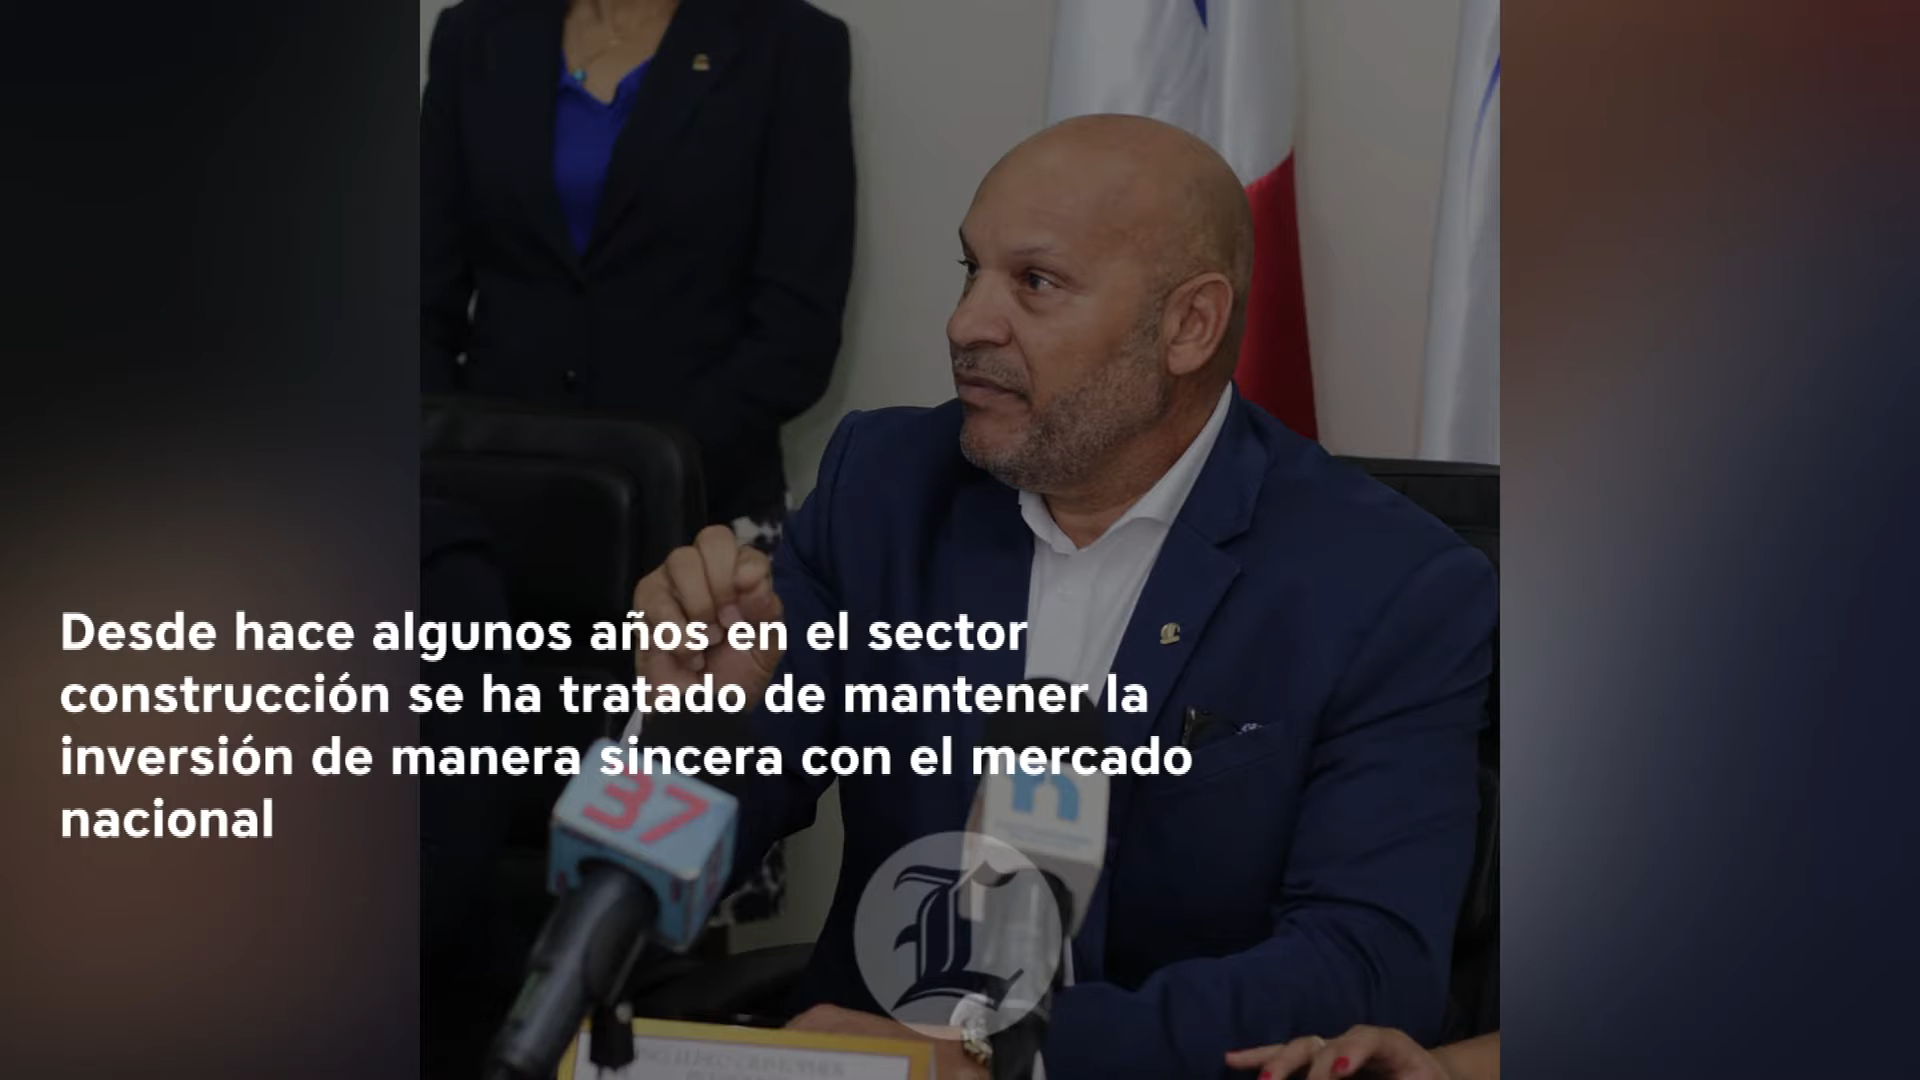 Desde hace algunos años en el sector
construcción se ha tratado de mantener la
inversión de manera sincera con el mercado
nacional
37
n
L